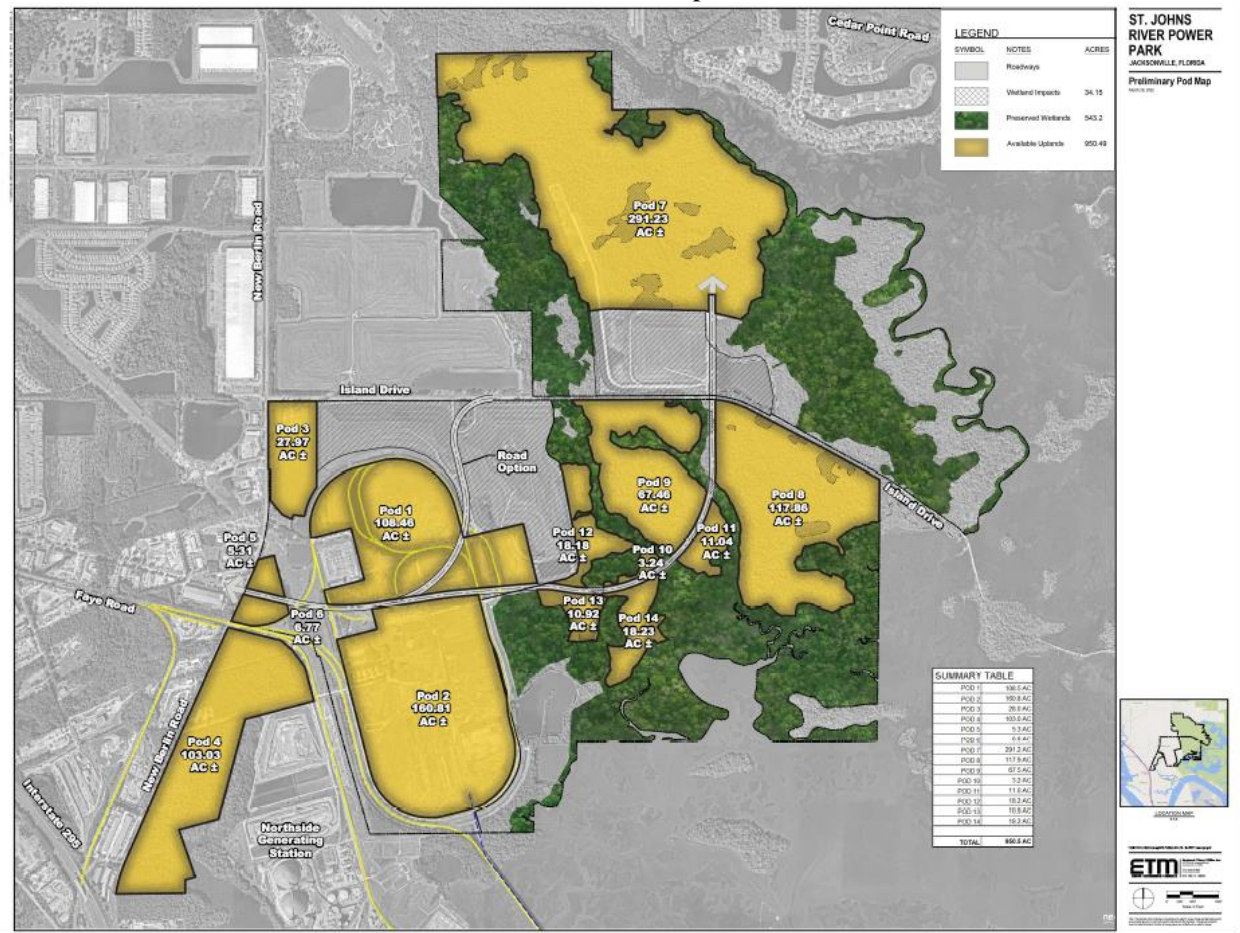 Cedar Point Road
LEGEND
SYMBOL NOTES ACRES
Roadways
Wetland Impacts 34.15
Preserved Wetlands 543.2
Available Uplands 950.49
ST. JOHNS
RIVER POWER
PARK
JACKSONVILLE, FLORIDA
Preliminary Pod Map
New Berlin Road
Pod 7
291.23
AC ±
Island Drive
Pod 3
27.97
AC ±
Road
Option
Pod 1
108.46
AC ±
Pod 9
67.46
AC ±
Pod 8
117.86
AC ±
Island Drive
Pod 5
5.31
AC ±
Pod 12
18.18
AC ±
Pod 11
11.04
AC ±
Pod 10
3.24
AC ±
Faye Road
Pod 6
6.77
AC ±
Pod 13
10.92
AC ±
Pod 14
18.23
AC ±
Pod 2
160.81
AC ±
Pod 4
103.03
AC ±
New Berlin Road
Interstate 295
Northside
Generating
Station
SUMMARY TABLE
POD 1 108.5 AC
POD 2 160.8 AC
POD 3 28.0 AC
POD 4 103.0 AC
POD 5 5.3 AC
POD 6 6.8 AC
POD 7 291.2 AC
POD 8 117.9 AC
POD 9 67.5 AC
POD 10 3.2 AC
POD 11 11.0 AC
POD 12 18.2 AC
POD 13
POD 14 18.2 AC
TOTAL 950.5 AC
LOCATION MAP
ETM